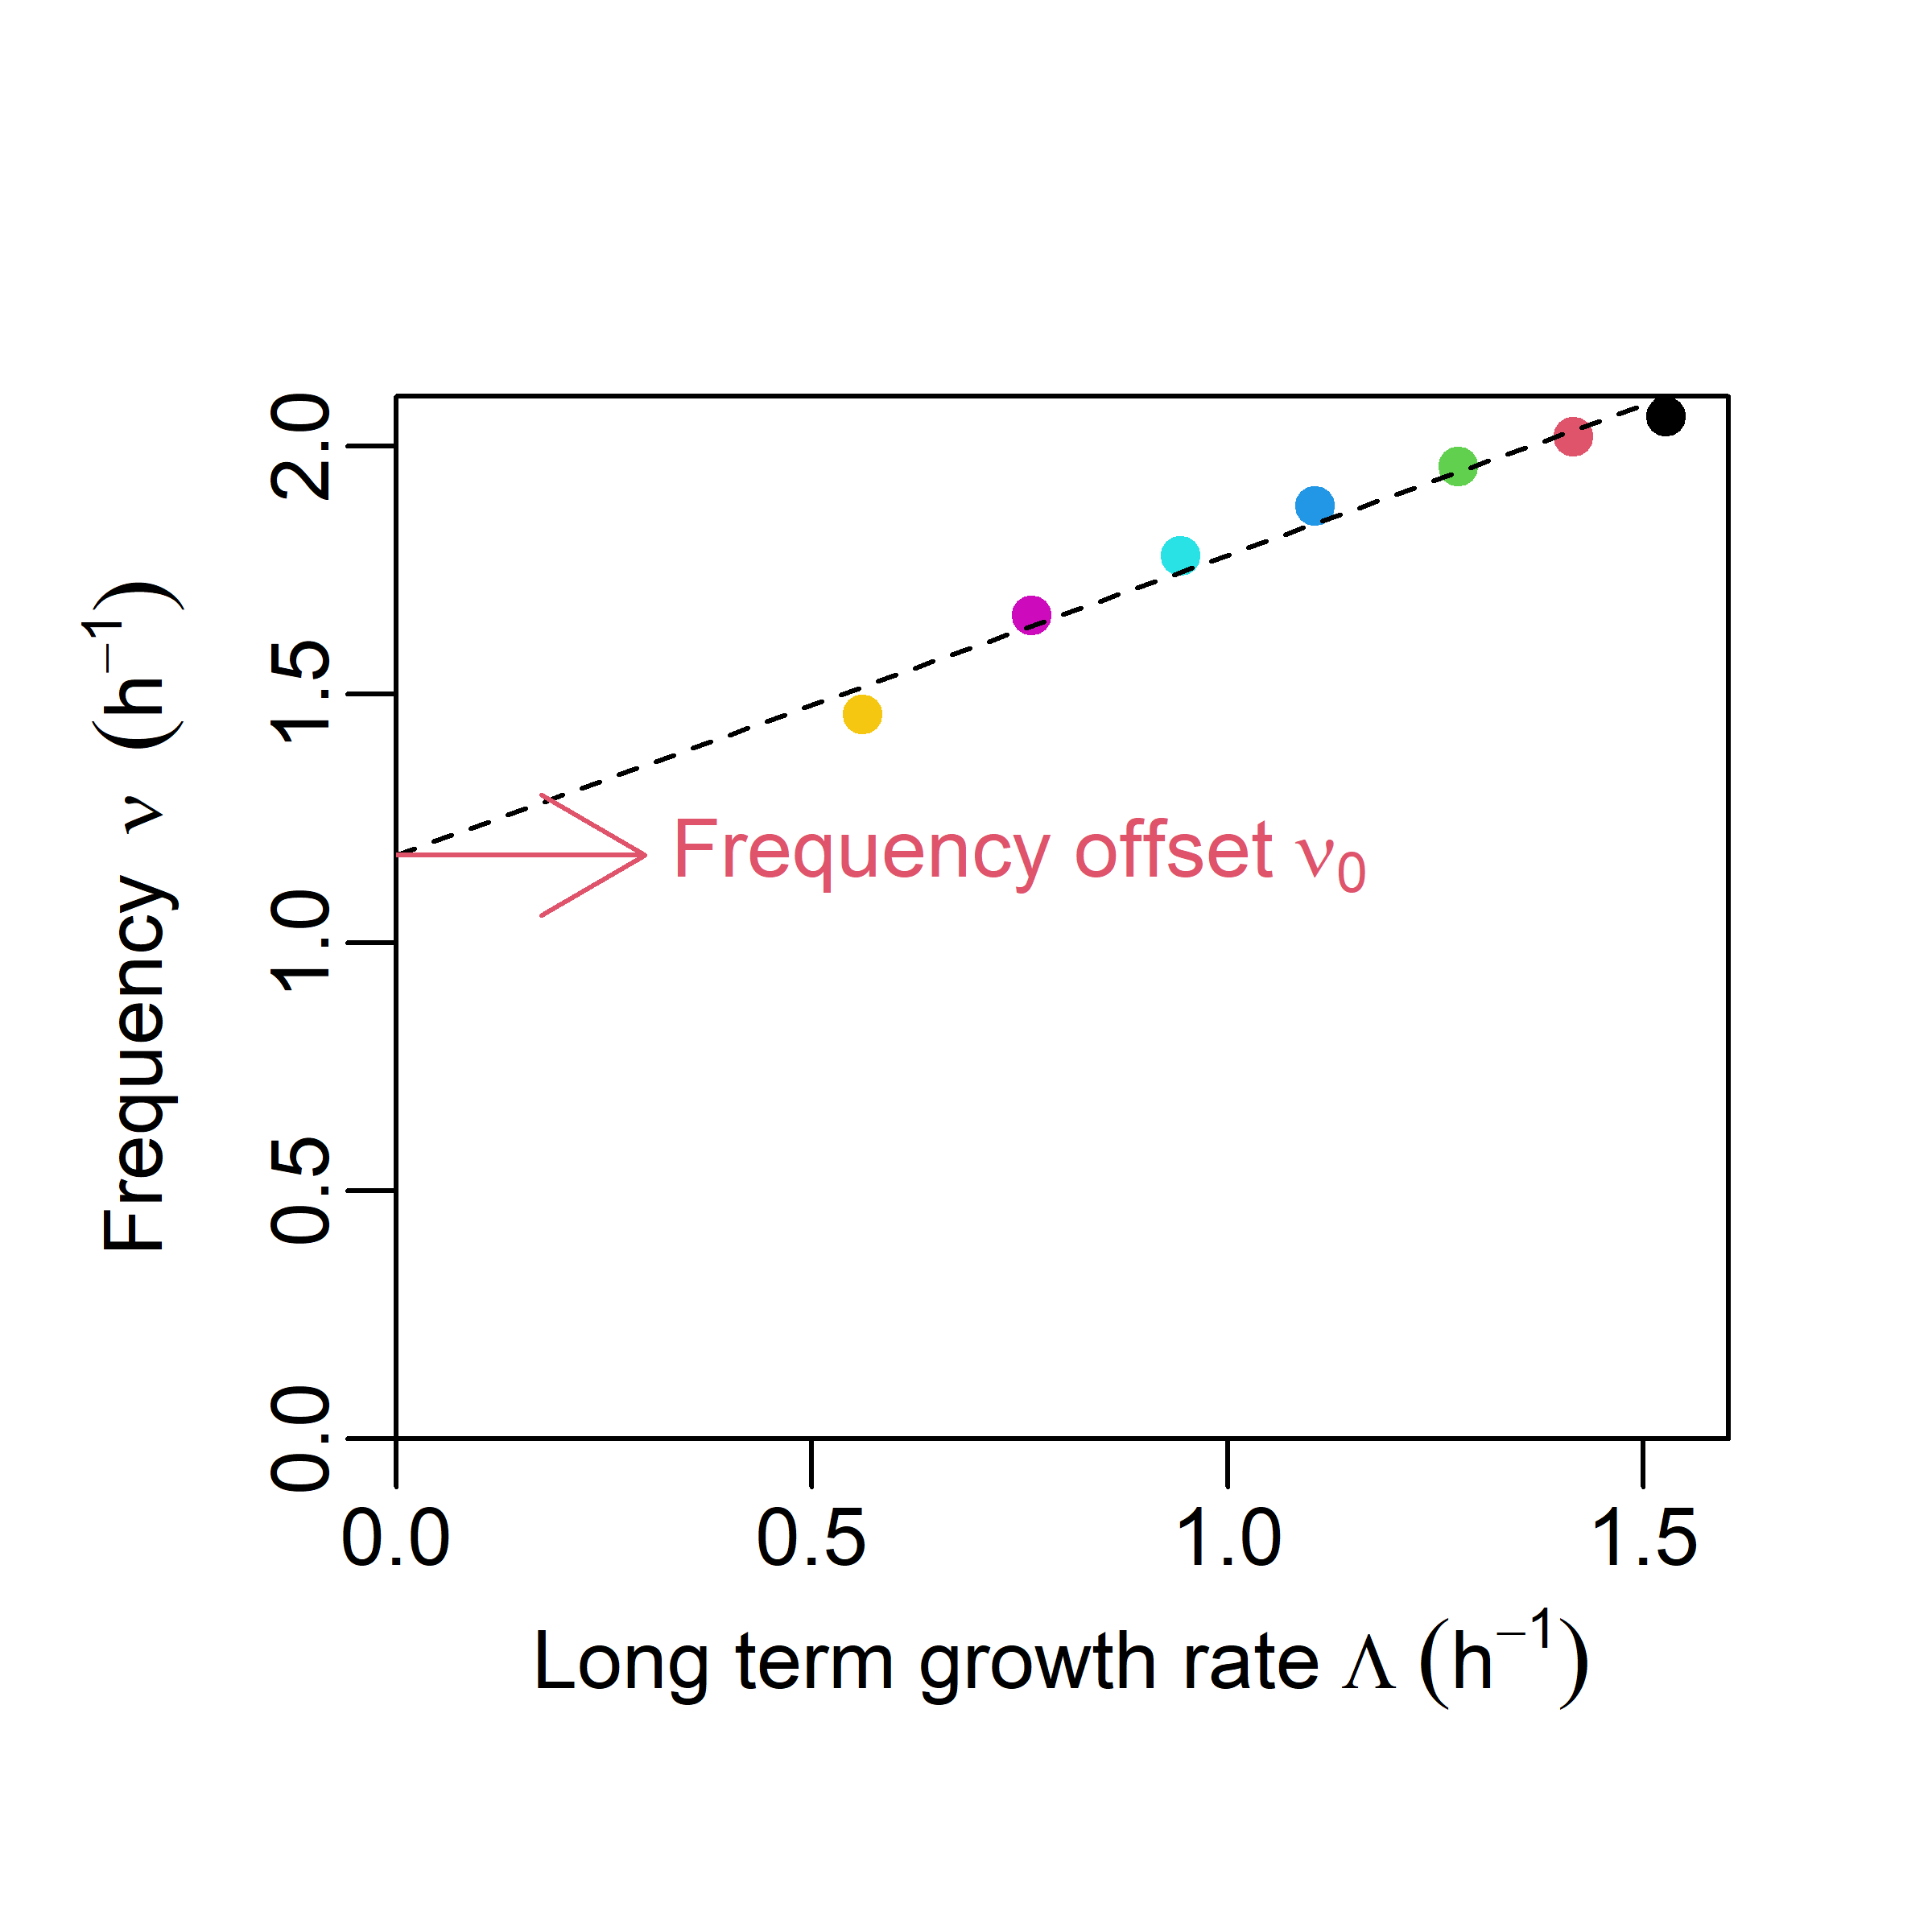 Frequency ν (h⁻¹)
2.0
1.5
1.0
0.5
0.0
Frequency offset ν₀
0.0 0.5 1.0 1.5
Long term growth rate Λ (h⁻¹)